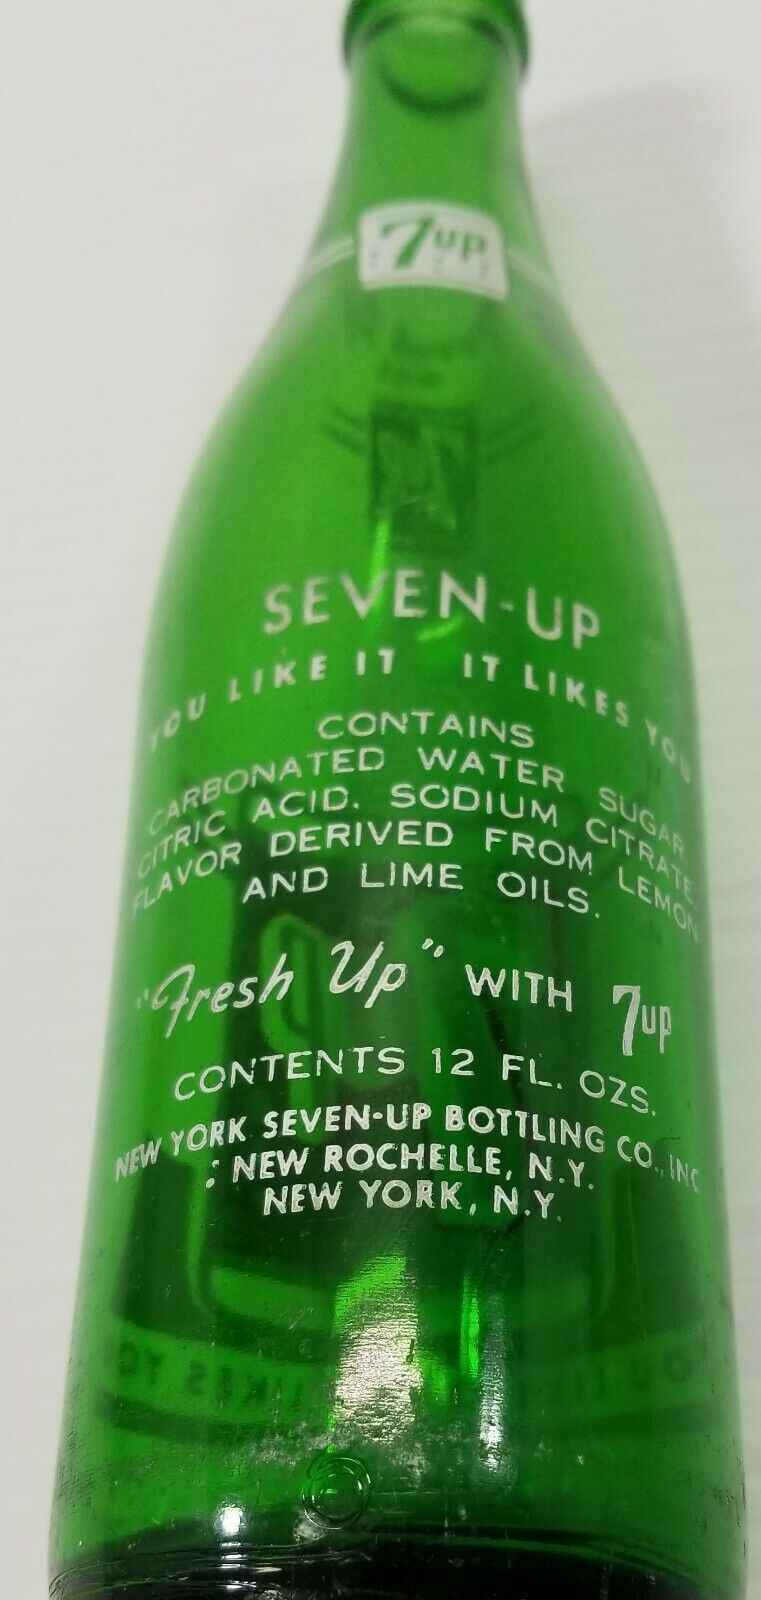 7up
SEVEN-UP
YOU LIKE IT IT LIKES YOU
CONTAINS
CARBONATED WATER SUGAR,
CITRIC ACID, SODIUM CITRATE,
FLAVOR DERIVED FROM LEMON
AND LIME OILS.
"Fresh Up" WITH 7up
CONTENTS 12 FL. OZS.
NEW YORK SEVEN-UP BOTTLING CO., INC
NEW ROCHELLE, N.Y.
NEW YORK, N.Y.